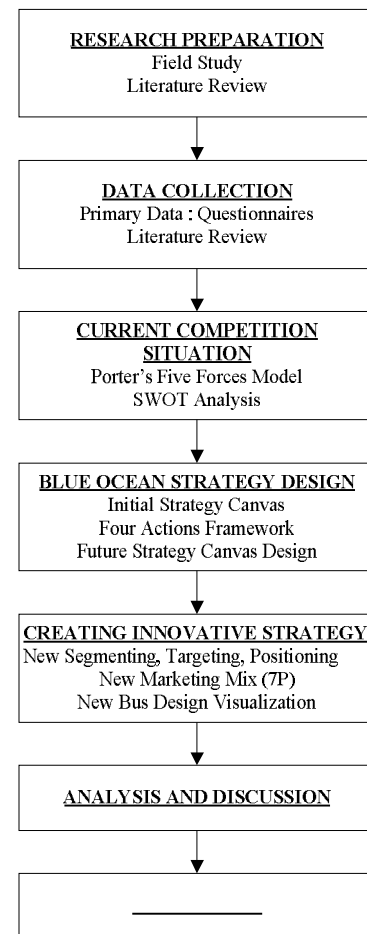 RESEARCH PREPARATION
Field Study
Literature Review
DATA COLLECTION
Primary Data : Questionnaires
Literature Review
CURRENT COMPETITION
SITUATION
Porter's Five Forces Model
SWOT Analysis
BLUE OCEAN STRATEGY DESIGN
Initial Strategy Canvas
Four Actions Framework
Future Strategy Canvas Design
CREATING INNOVATIVE STRATEGY
New Segmenting, Targeting, Positioning
New Marketing Mix (7P)
New Bus Design Visualization
ANALYSIS AND DISCUSSION